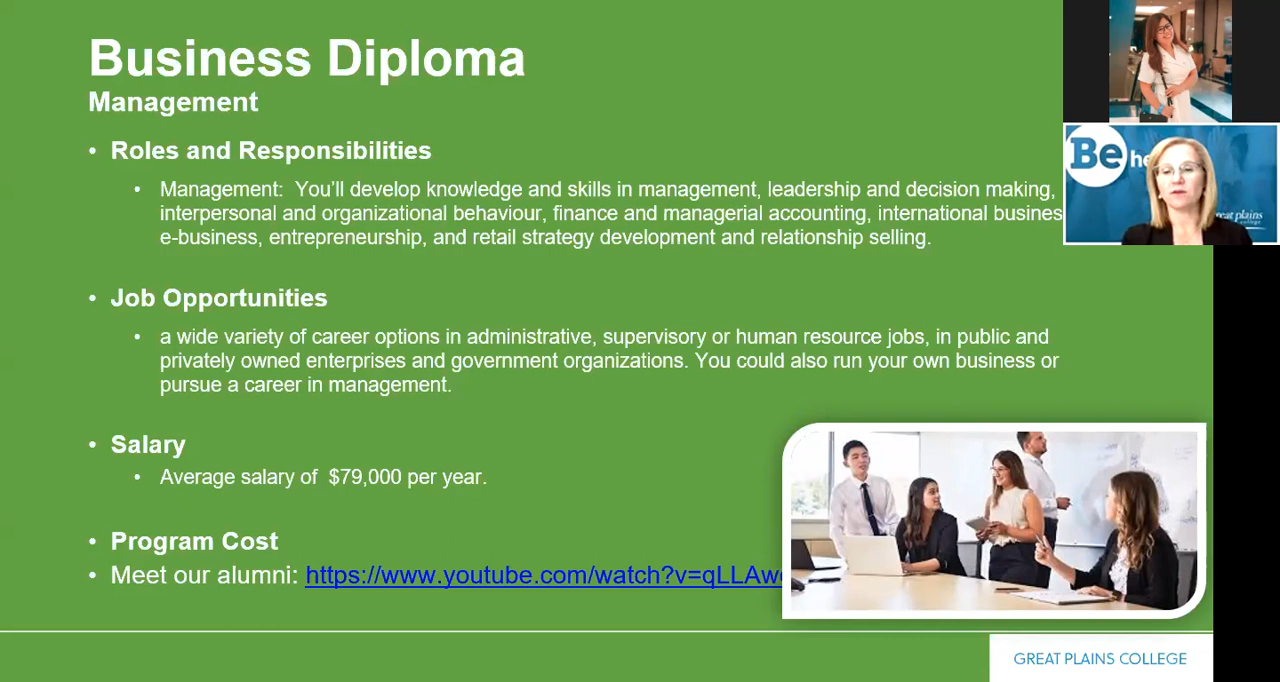 Business Diploma
Management
• Roles and Responsibilities
• Management: You'll develop knowledge and skills in management, leadership and decision making,
interpersonal and organizational behaviour, finance and managerial accounting, international busines
e-business, entrepreneurship, and retail strategy development and relationship selling.
• Job Opportunities
• a wide variety of career options in administrative, supervisory or human resource jobs, in public and
privately owned enterprises and government organizations. You could also run your own business or
pursue a career in management.
• Salary
• Average salary of $79,000 per year.
• Program Cost
• Meet our alumni: https://www.youtube.com/watch?v=qLLAw
GREAT PLAINS COLLEGE
Be he
eat plains
college